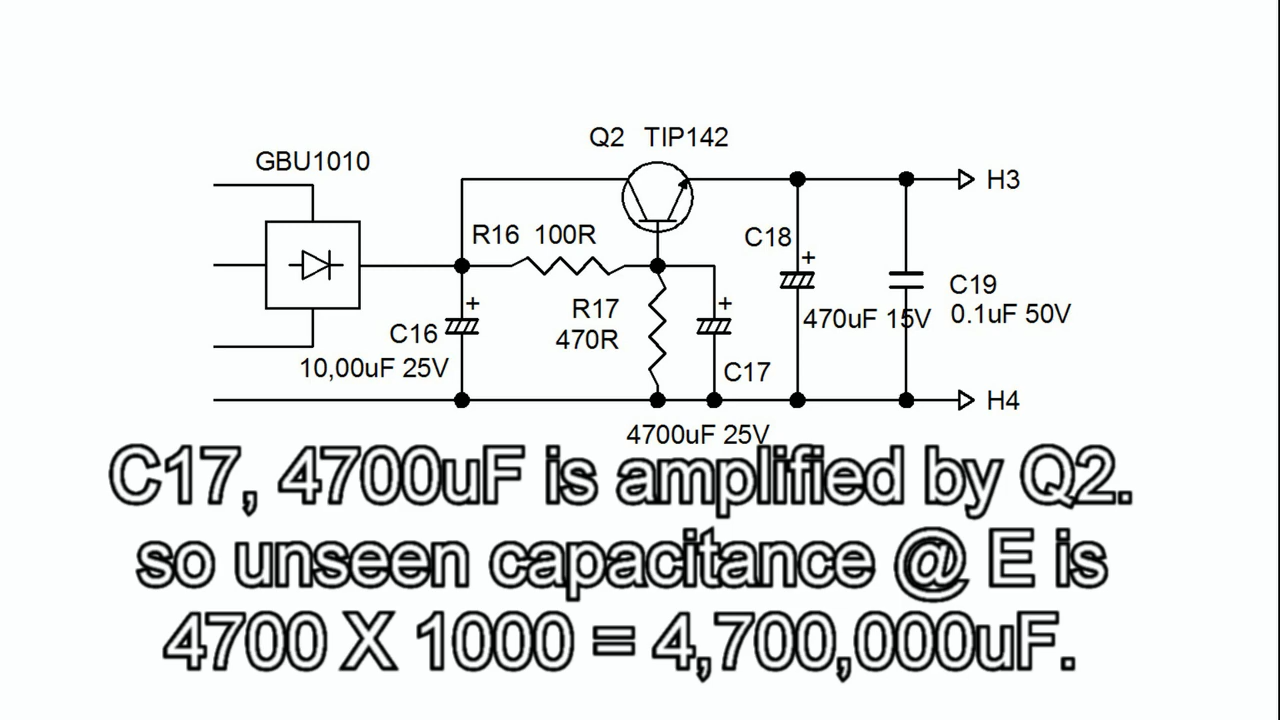 Q2 TIP142
GBU1010
H3
R16 100R
C18
R17
470R
C16
10,00uF 25V
C17
470uF 15V
C19
0.1uF 50V
H4
4700uF 25V
C17, 4700uF is amplified by Q2.
so unseen capacitance @ E is
4700 X 1000 = 4,700,000uF.